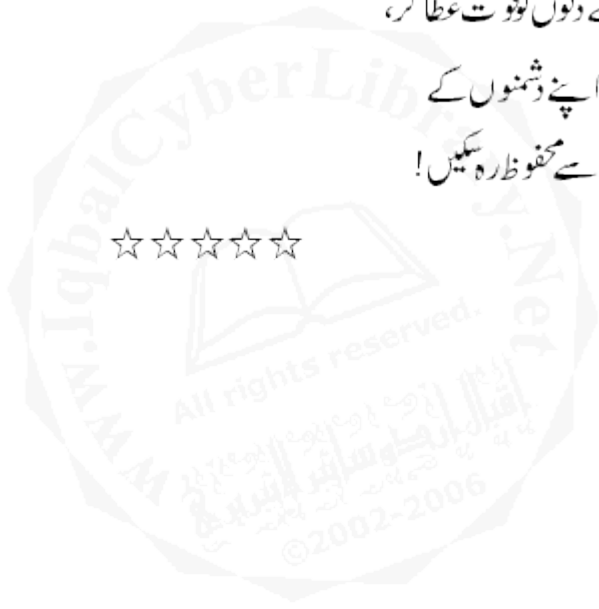 دلوں کو قوت عطا کر،
اپنے دشمنوں کے
سے محفوظ رہ سکیں!
☆☆☆☆☆
www.IqbalCyberLibrary.Net
All rights reserved.
©2002-2006